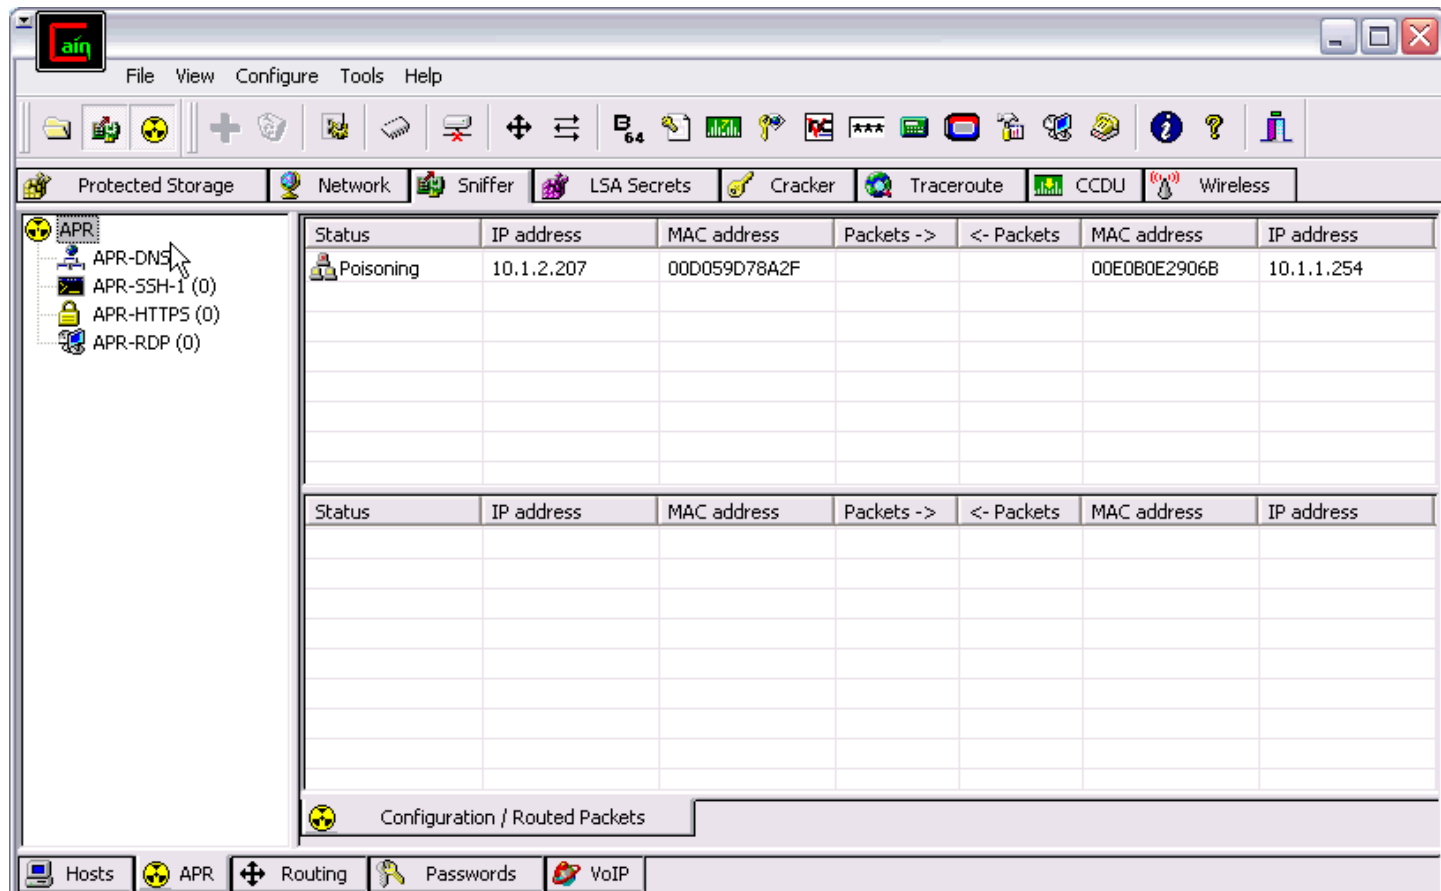 Cain
File View Configure Tools Help
B64
***
Protected Storage Network Sniffer LSA Secrets Cracker Traceroute CCDU Wireless
APR
APR-DNS
APR-SSH-1 (0)
APR-HTTPS (0)
APR-RDP (0)
Status IP address MAC address Packets -> <- Packets MAC address IP address
Poisoning 10.1.2.207 00D059D78A2F 00E0B0E2906B 10.1.1.254
Status IP address MAC address Packets -> <- Packets MAC address IP address
Configuration / Routed Packets
Hosts APR Routing Passwords VoIP